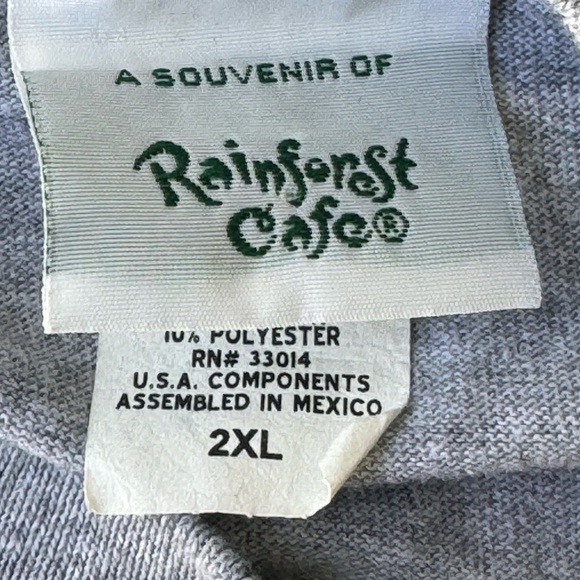 A SOUVENIR OF
Rainforest
Cafe®
10% POLYESTER
RN# 33014
U.S.A. COMPONENTS
ASSEMBLED IN MEXICO
2XL